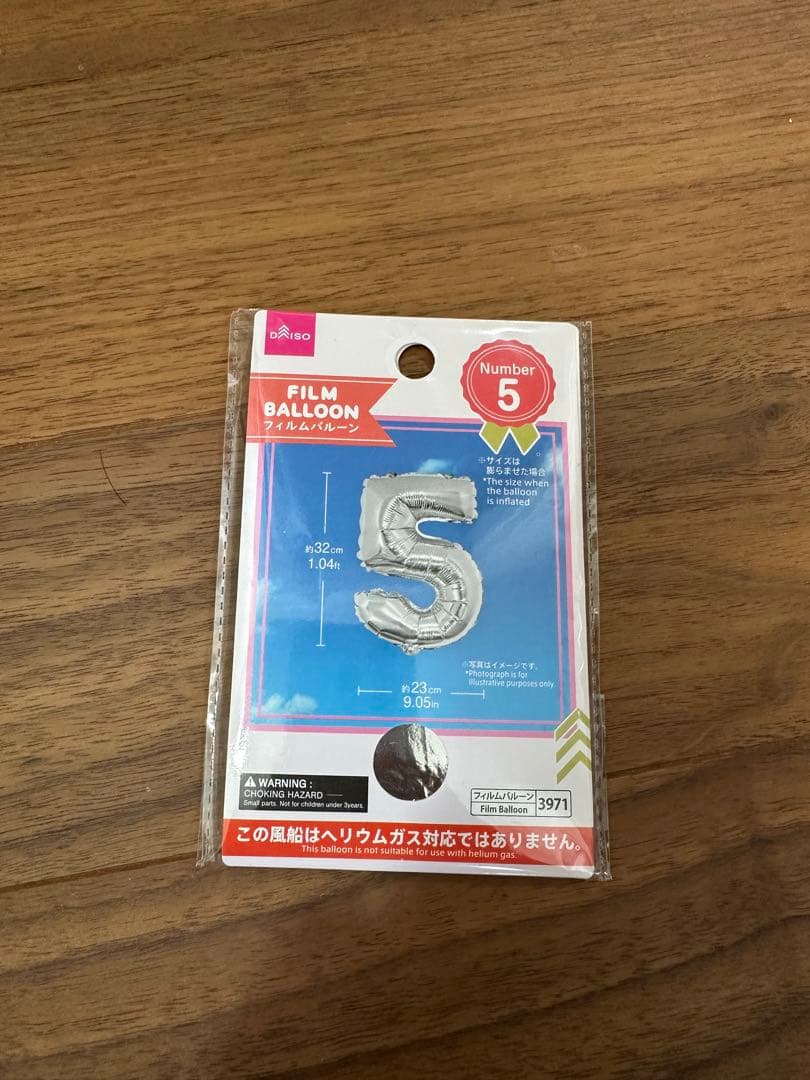 DAISO
Number
5
FILM
BALLOON
フィルムバルーン
※サイズは
膨らませた場合
*The size when
the balloon
is inflated
約32cm
1.04ft
※写真はイメージです。
*Photograph is for
illustrative purposes only.
約23cm
9.05in
WARNING :
CHOKING HAZARD
Small parts. Not for children under 3years.
フィルムバルーン
Film Balloon
3971
この風船はヘリウムガス対応ではありません。
This balloon is not suitable for use with helium gas.